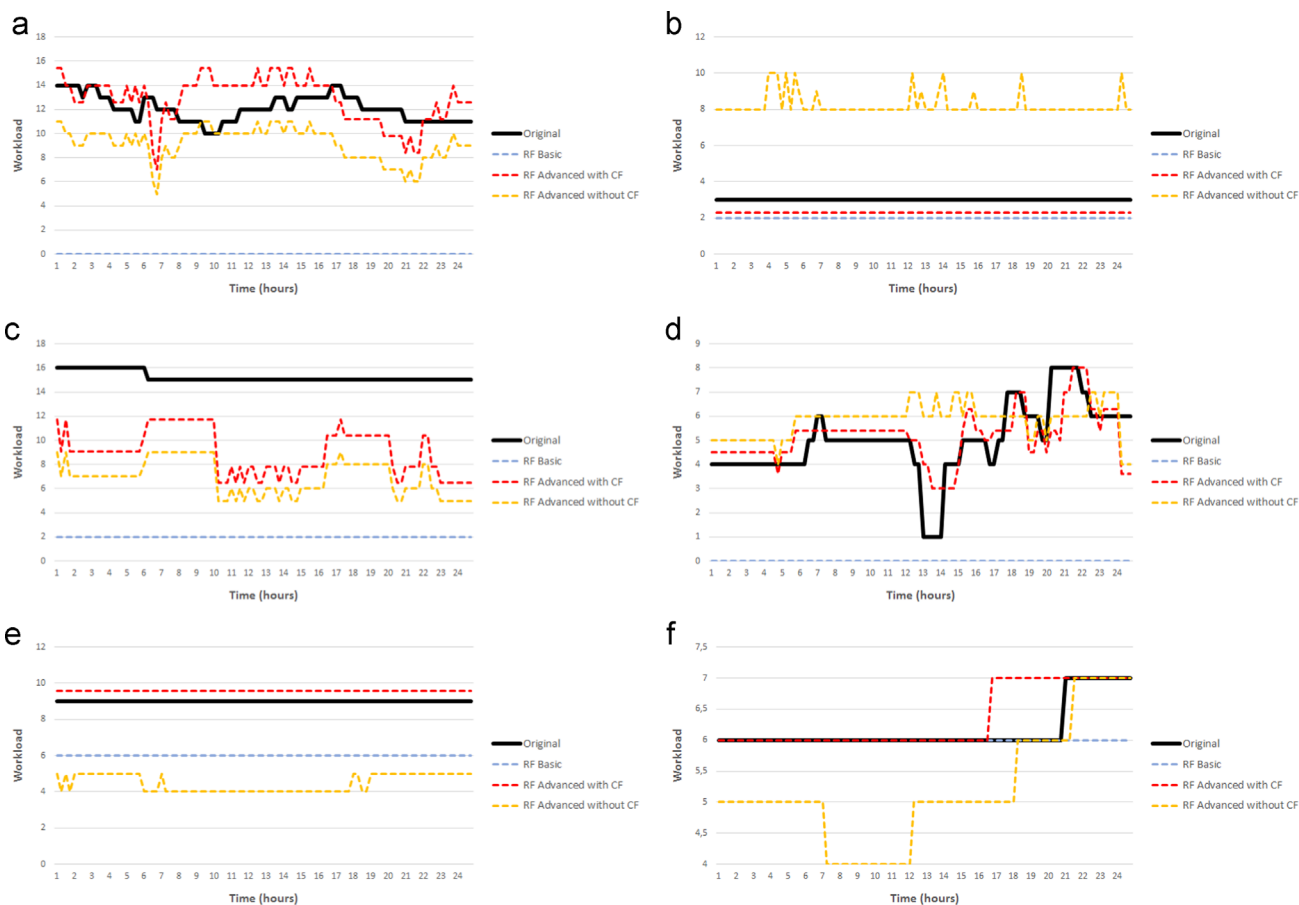 a
18
16
14
12
10
8
6
4
2
0
Workload
1 2 3 4 5 6 7 8 9 10 11 12 13 14 15 16 17 18 19 20 21 22 23 24
Time (hours)
Original
RF Basic
RF Advanced with CF
RF Advanced without CF
b
12
10
8
6
4
2
0
Workload
1 2 3 4 5 6 7 8 9 10 11 12 13 14 15 16 17 18 19 20 21 22 23 24
Time (hours)
Original
RF Basic
RF Advanced with CF
RF Advanced without CF
c
18
16
14
12
10
8
6
4
2
0
Workload
1 2 3 4 5 6 7 8 9 10 11 12 13 14 15 16 17 18 19 20 21 22 23 24
Time (hours)
Original
RF Basic
RF Advanced with CF
RF Advanced without CF
d
9
8
7
6
5
4
3
2
1
0
Workload
1 2 3 4 5 6 7 8 9 10 11 12 13 14 15 16 17 18 19 20 21 22 23 24
Time (hours)
Original
RF Basic
RF Advanced with CF
RF Advanced without CF
e
12
10
8
6
4
2
0
Workload
1 2 3 4 5 6 7 8 9 10 11 12 13 14 15 16 17 18 19 20 21 22 23 24
Time (hours)
Original
RF Basic
RF Advanced with CF
RF Advanced without CF
f
7,5
7
6,5
6
5,5
5
4,5
4
Workload
1 2 3 4 5 6 7 8 9 10 11 12 13 14 15 16 17 18 19 20 21 22 23 24
Time (hours)
Original
RF Basic
RF Advanced with CF
RF Advanced without CF